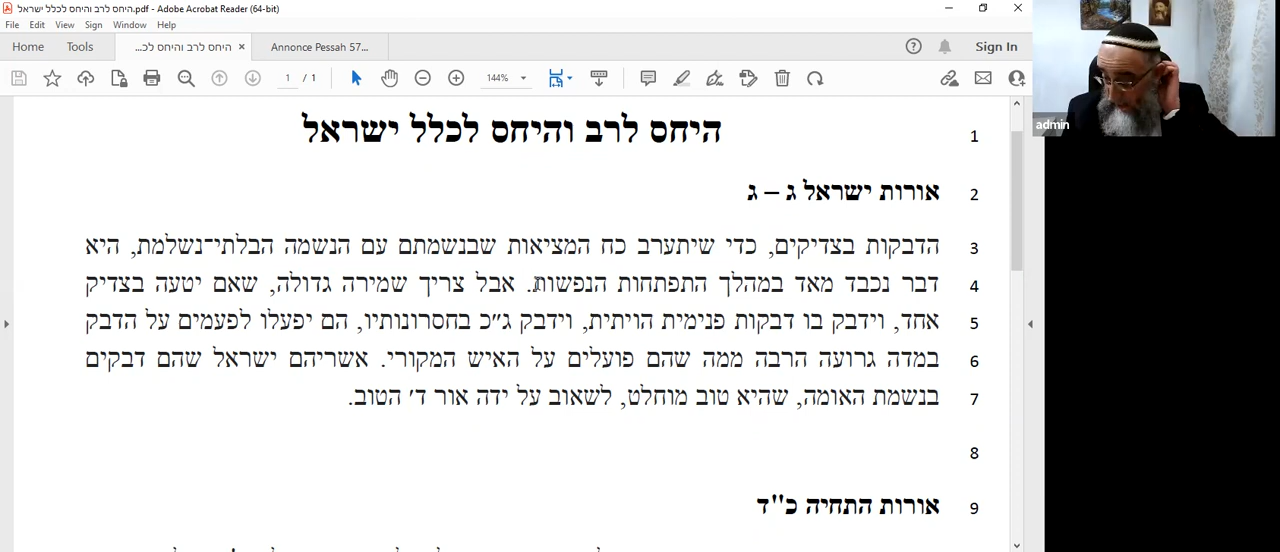 היחס לרב והיחס לכלל ישראל.pdf - Adobe Acrobat Reader (64-bit)
File Edit View Sign Window Help
Home Tools היחס לרב והיחס לכ... × Annonce Pessah 57... Sign In
1 / 1 144%
admin
היחס לרב והיחס לכלל ישראל 1
אורות ישראל ג – ג 2
הדבקות בצדיקים, כדי שיתערב כח המציאות שבנשמתם עם הנשמה הבלתי־נשלמת, היא 3
דבר נכבד מאד במהלך התפתחות הנפשות. אבל צריך שמירה גדולה, שאם יטעה בצדיק 4
אחד, וידבק בו דבקות פנימית הויתית, וידבק ג״כ בחסרונותיו, הם יפעלו לפעמים על הדבק 5
במדה גרועה הרבה ממה שהם פועלים על האיש המקורי. אשריהם ישראל שהם דבקים 6
בנשמת האומה, שהיא טוב מוחלט, לשאוב על ידה אור ד׳ הטוב. 7
8
אורות התחיה כ"ד 9